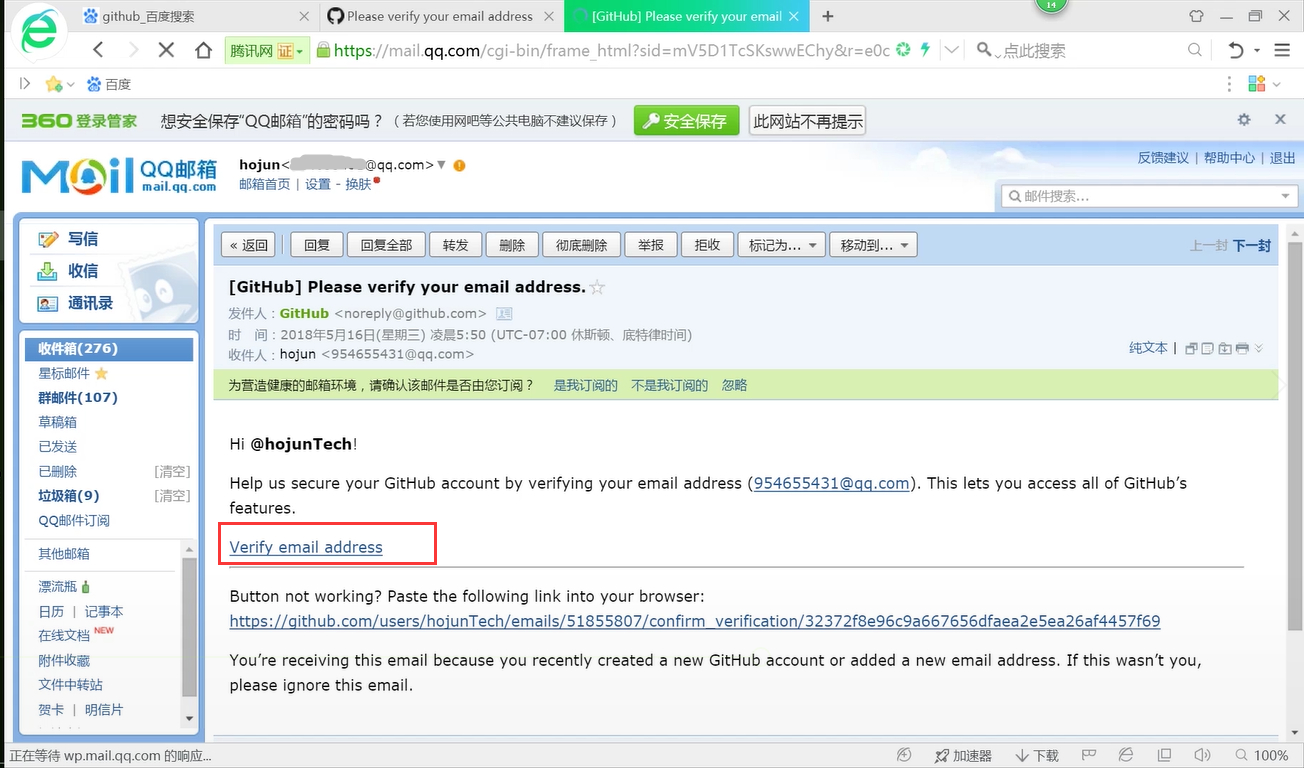 github_百度搜索
Please verify your email address
[GitHub] Please verify your email
14
腾讯网 证
https://mail.qq.com/cgi-bin/frame_html?sid=mV5D1TcSKswwEChy&r=e0c
点此搜索
百度
360登录管家 想安全保存“QQ邮箱”的密码吗？（若您使用网吧等公共电脑不建议保存） 安全保存 此网站不再提示
Mail QQ邮箱
mail.qq.com
hojun< @qq.com>
邮箱首页 | 设置 - 换肤
反馈建议 | 帮助中心 | 退出
邮件搜索...
写信
收信
通讯录
收件箱(276)
星标邮件
群邮件(107)
草稿箱
已发送
已删除 [清空]
垃圾箱(9) [清空]
QQ邮件订阅
其他邮箱
漂流瓶
日历 | 记事本
在线文档 NEW
附件收藏
文件中转站
贺卡 | 明信片
« 返回 回复 回复全部 转发 删除 彻底删除 举报 拒收 标记为... 移动到... 上一封 下一封
[GitHub] Please verify your email address.
发件人：GitHub <noreply@github.com>
时 间：2018年5月16日(星期三) 凌晨5:50 (UTC-07:00 休斯顿、底特律时间)
收件人：hojun <954655431@qq.com>
纯文本 |
为营造健康的邮箱环境，请确认该邮件是否由您订阅？ 是我订阅的 不是我订阅的 忽略
Hi @hojunTech!
Help us secure your GitHub account by verifying your email address (954655431@qq.com). This lets you access all of GitHub’s
features.
Verify email address
Button not working? Paste the following link into your browser:
https://github.com/users/hojunTech/emails/51855807/confirm_verification/32372f8e96c9a667656dfaea2e5ea26af4457f69
You’re receiving this email because you recently created a new GitHub account or added a new email address. If this wasn’t you,
please ignore this email.
正在等待 wp.mail.qq.com 的响应...
加速器 下载 100%